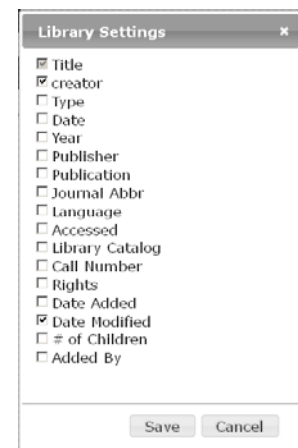 Library Settings ×
Title
creator
Type
Date
Year
Publisher
Publication
Journal Abbr
Language
Accessed
Library Catalog
Call Number
Rights
Date Added
Date Modified
# of Children
Added By
Save Cancel